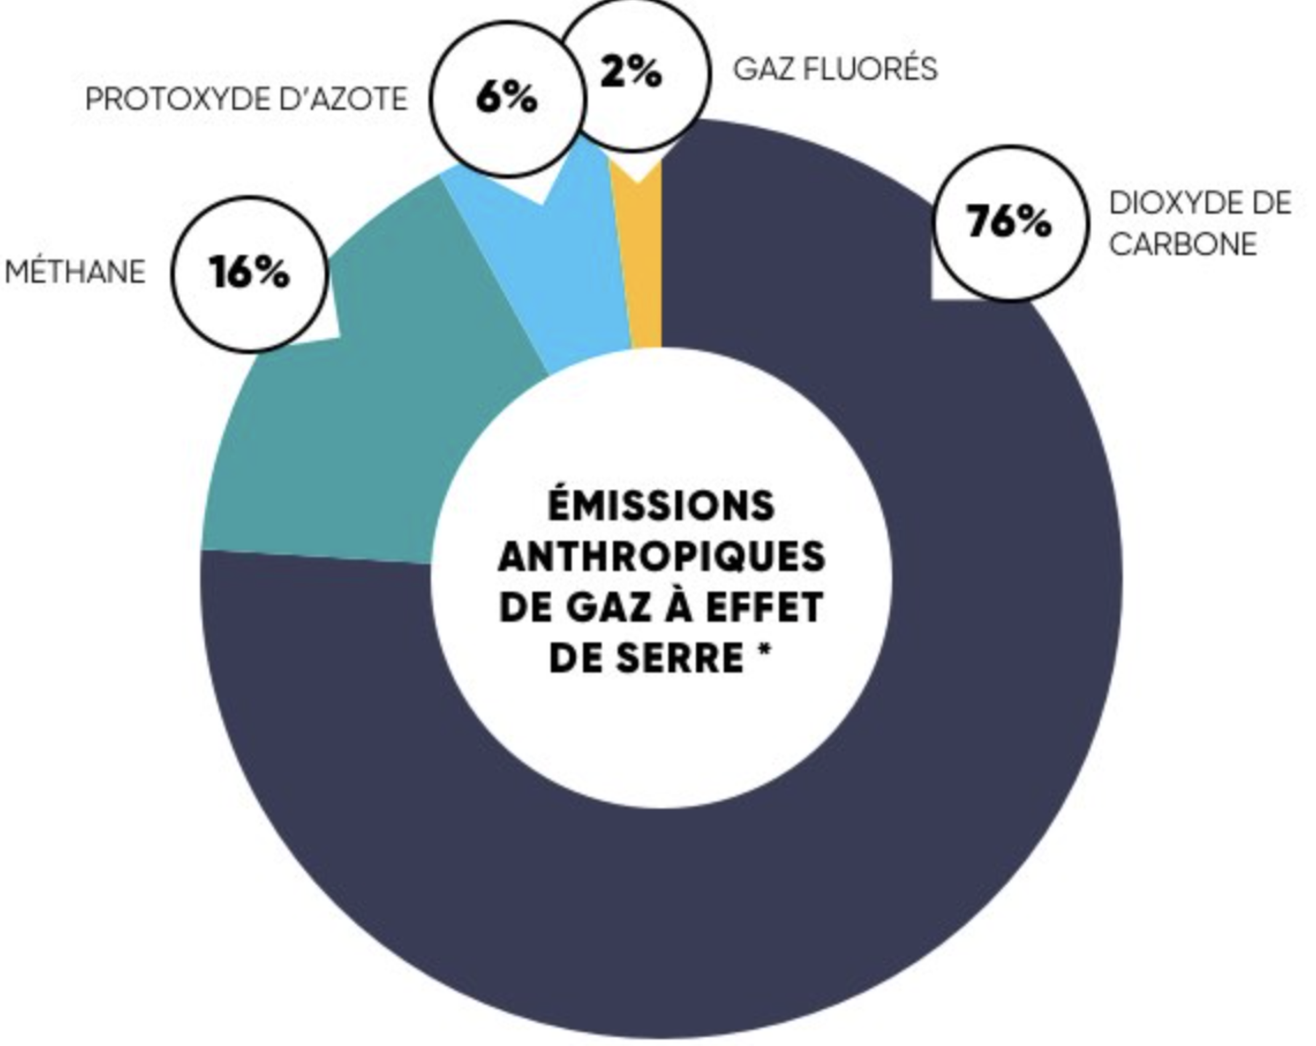 2%
GAZ FLUORÉS
PROTOXYDE D'AZOTE
6%
76%
DIOXYDE DE
CARBONE
MÉTHANE
16%
ÉMISSIONS
ANTHROPIQUES
DE GAZ À EFFET
DE SERRE *